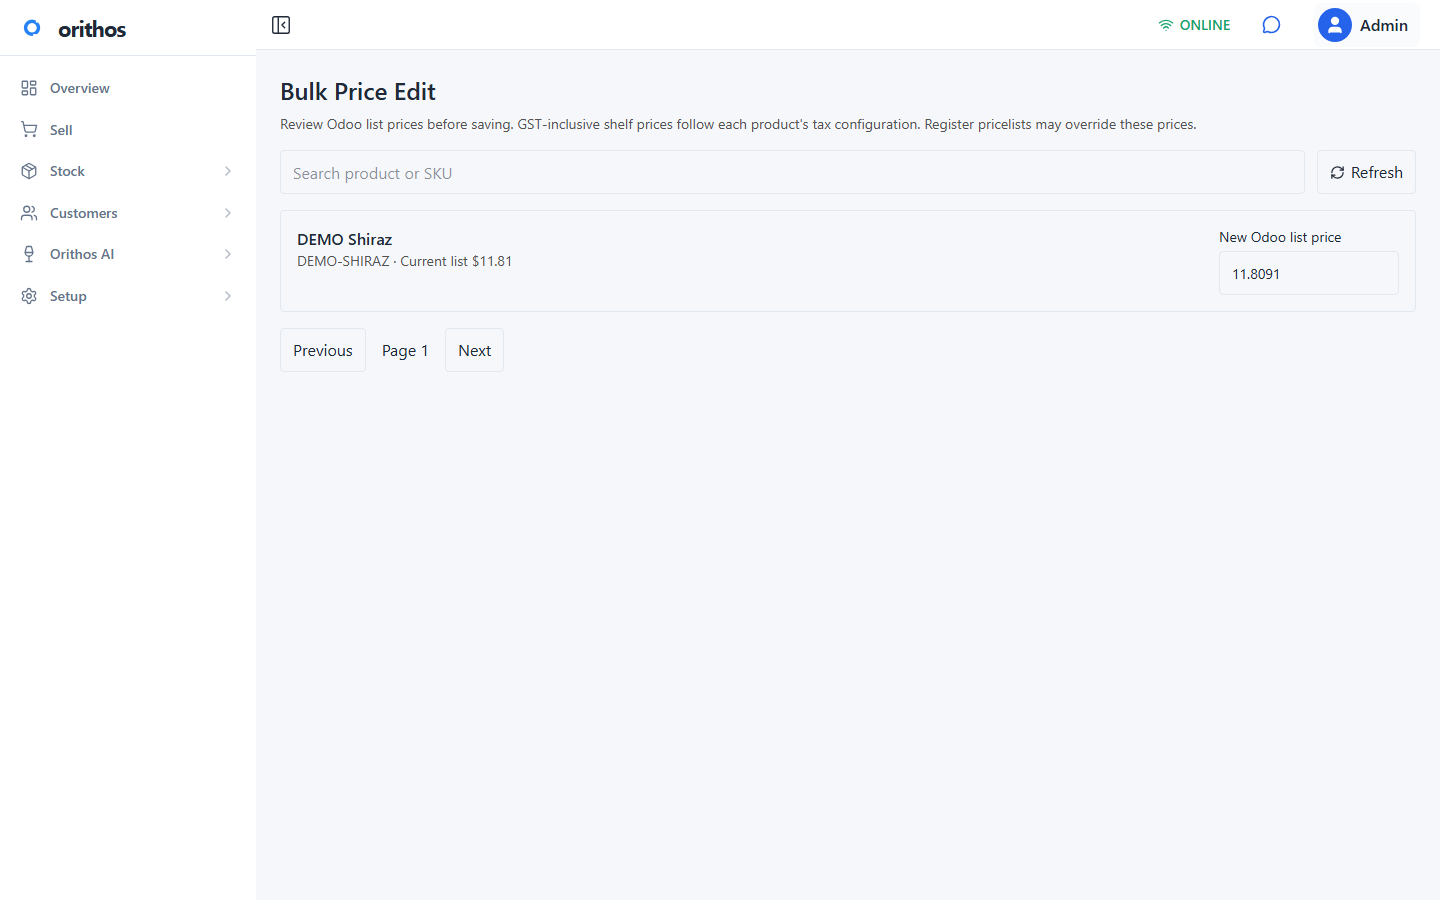 orithos
ONLINE
Admin
Overview
Sell
Stock
Customers
Orithos AI
Setup
Bulk Price Edit
Review Odoo list prices before saving. GST-inclusive shelf prices follow each product's tax configuration. Register pricelists may override these prices.
Search product or SKU
Refresh
DEMO Shiraz
DEMO-SHIRAZ · Current list $11.81
New Odoo list price
11.8091
Previous
Page 1
Next